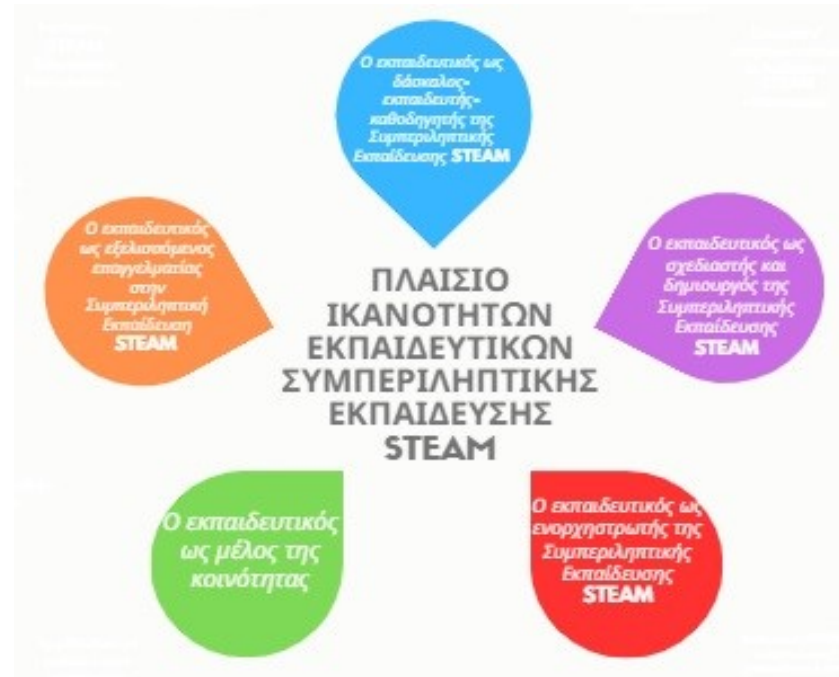 Ο εκπαιδευτικός ως
δάσκαλος-
εκπαιδευτής-
καθοδηγητής της
Συμπεριληπτικής
Εκπαίδευσης STEAM
Ο εκπαιδευτικός
ως εξελισσόμενος
επαγγελματίας
στην
Συμπεριληπτική
Εκπαίδευση
STEAM
Ο εκπαιδευτικός ως
σχεδιαστής και
δημιουργός της
Συμπεριληπτικής
Εκπαίδευσης
STEAM
ΠΛΑΙΣΙΟ
ΙΚΑΝΟΤΗΤΩΝ
ΕΚΠΑΙΔΕΥΤΙΚΩΝ
ΣΥΜΠΕΡΙΛΗΠΤΙΚΗΣ
ΕΚΠΑΙΔΕΥΣΗΣ
STEAM
Ο εκπαιδευτικός
ως μέλος της
κοινότητας
Ο εκπαιδευτικός ως
ενορχηστρωτής της
Συμπεριληπτικής
Εκπαίδευσης
STEAM